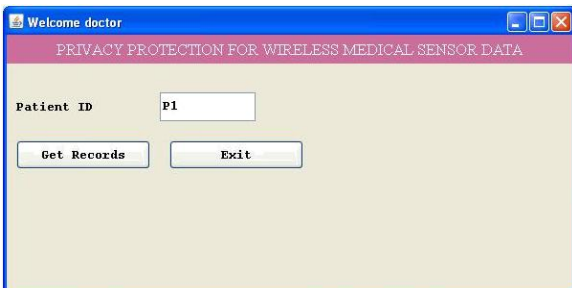 Welcome doctor
PRIVACY PROTECTION FOR WIRELESS MEDICAL SENSOR DATA
Patient ID P1
Get Records Exit